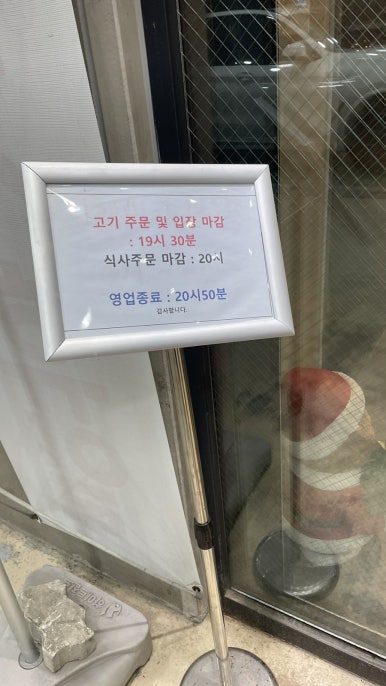 고기 주문 및 입장 마감
: 19시 30분
식사주문 마감 : 20시
영업종료 : 20시50분
감사합니다.